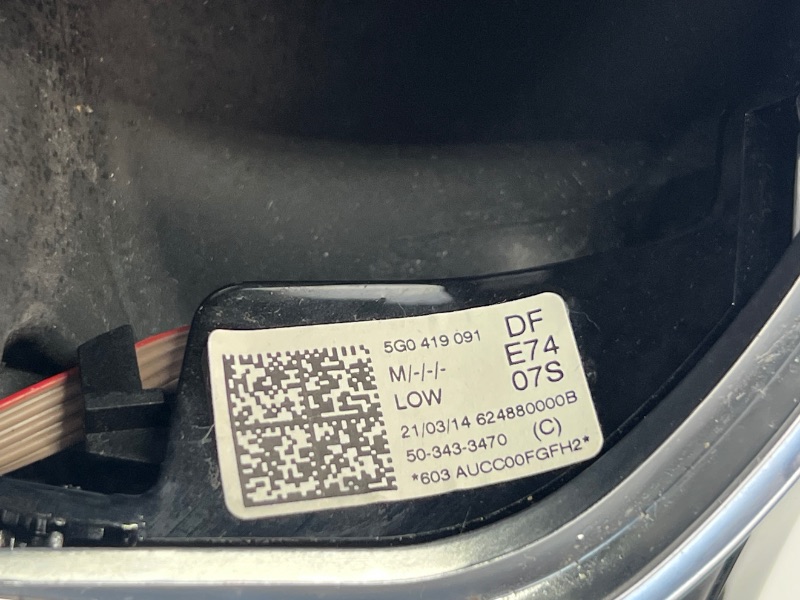 5G0 419 091
DF
E74
07S
M/-/-/-
LOW
21/03/14 624880000B
50-343-3470 (C)
*603 AUCC00FGFH2*